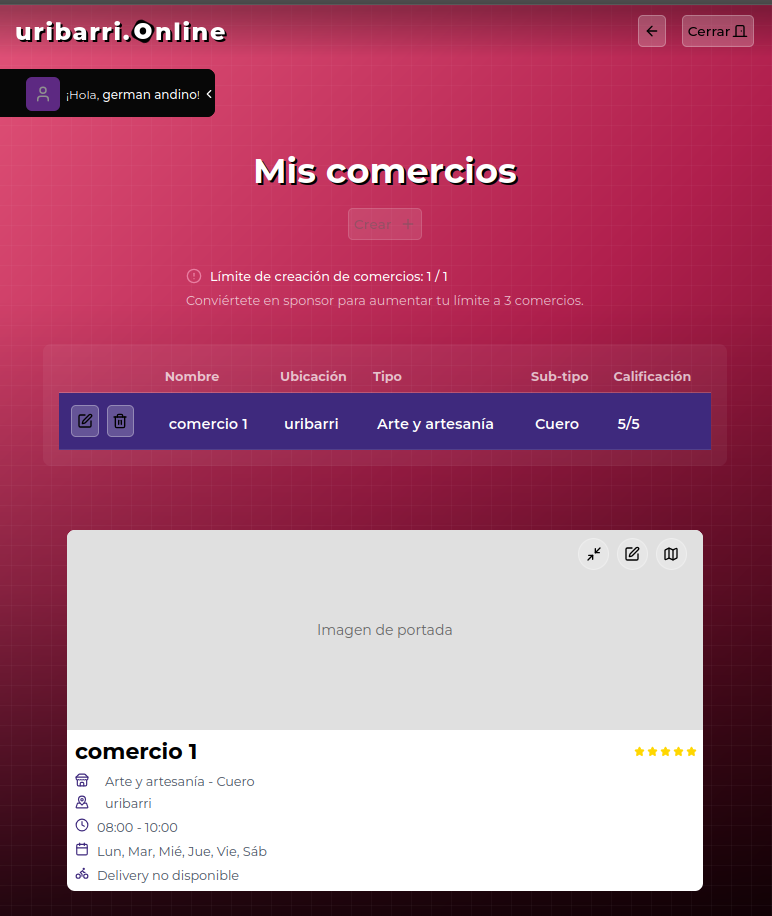 uribarri.Online
Cerrar
¡Hola, german andino!
Mis comercios
Crear +
Límite de creación de comercios: 1 / 1
Conviértete en sponsor para aumentar tu límite a 3 comercios.
Nombre Ubicación Tipo Sub-tipo Calificación
comercio 1 uribarri Arte y artesanía Cuero 5/5
Imagen de portada
comercio 1
Arte y artesanía - Cuero
uribarri
08:00 - 10:00
Lun, Mar, Mié, Jue, Vie, Sáb
Delivery no disponible